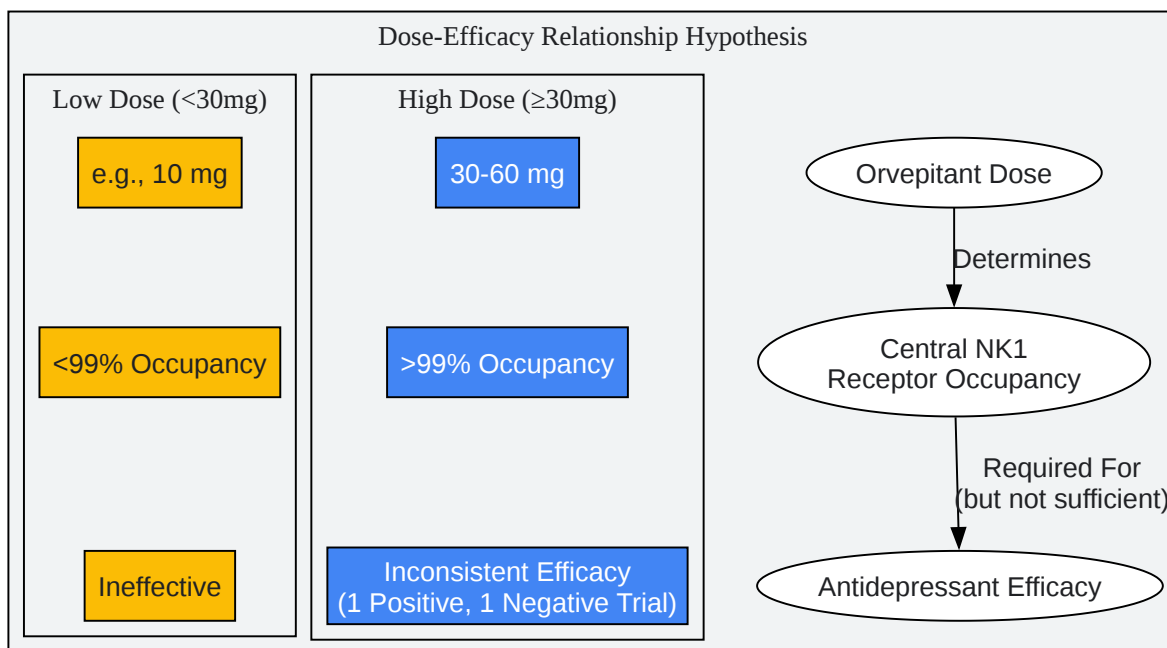 Dose-Efficacy Relationship Hypothesis
Low Dose (<30mg)
e.g., 10 mg
<99% Occupancy
Ineffective
High Dose (≥30mg)
30-60 mg
>99% Occupancy
Inconsistent Efficacy
(1 Positive, 1 Negative Trial)
Orvepitant Dose
Determines
Central NK1
Receptor Occupancy
Required For
(but not sufficient)
Antidepressant Efficacy